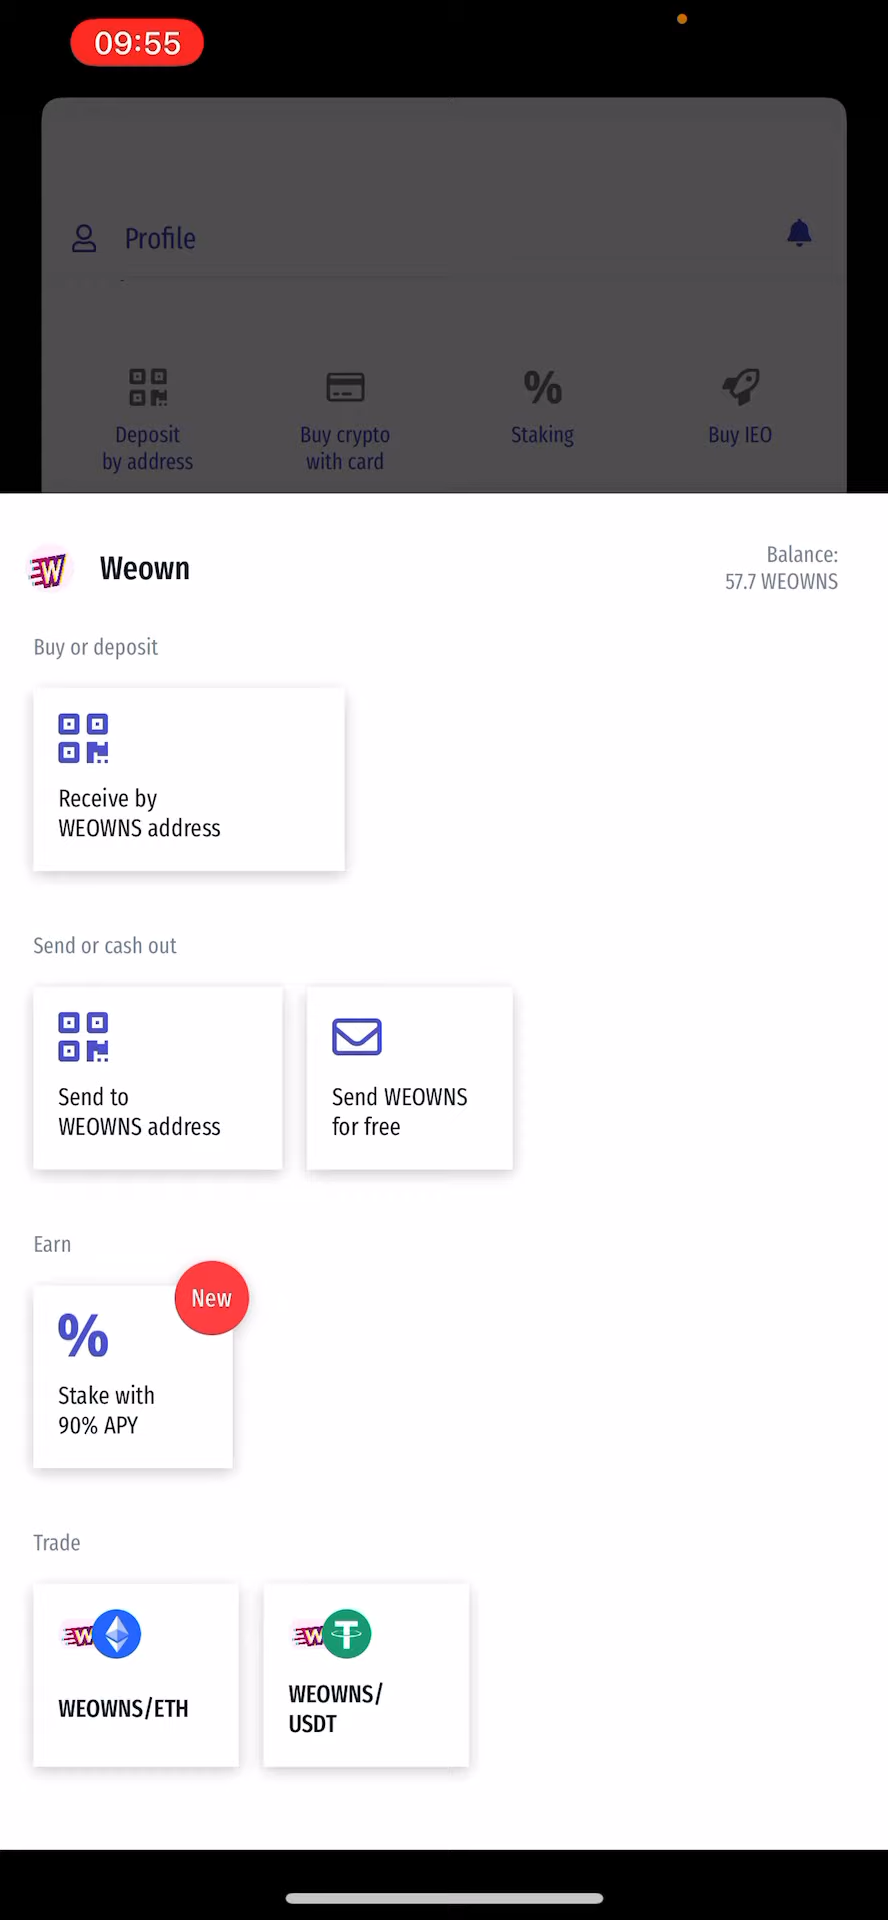 09:55
Profile
Deposit
by address
Buy crypto
with card
Staking
Buy IEO
W
Weown
Balance:
57.7 WEOWNS
Buy or deposit
Receive by
WEOWNS address
Send or cash out
Send to
WEOWNS address
Send WEOWNS
for free
Earn
New
%
Stake with
90% APY
Trade
W
WEOWNS/ETH
W
WEOWNS/
USDT